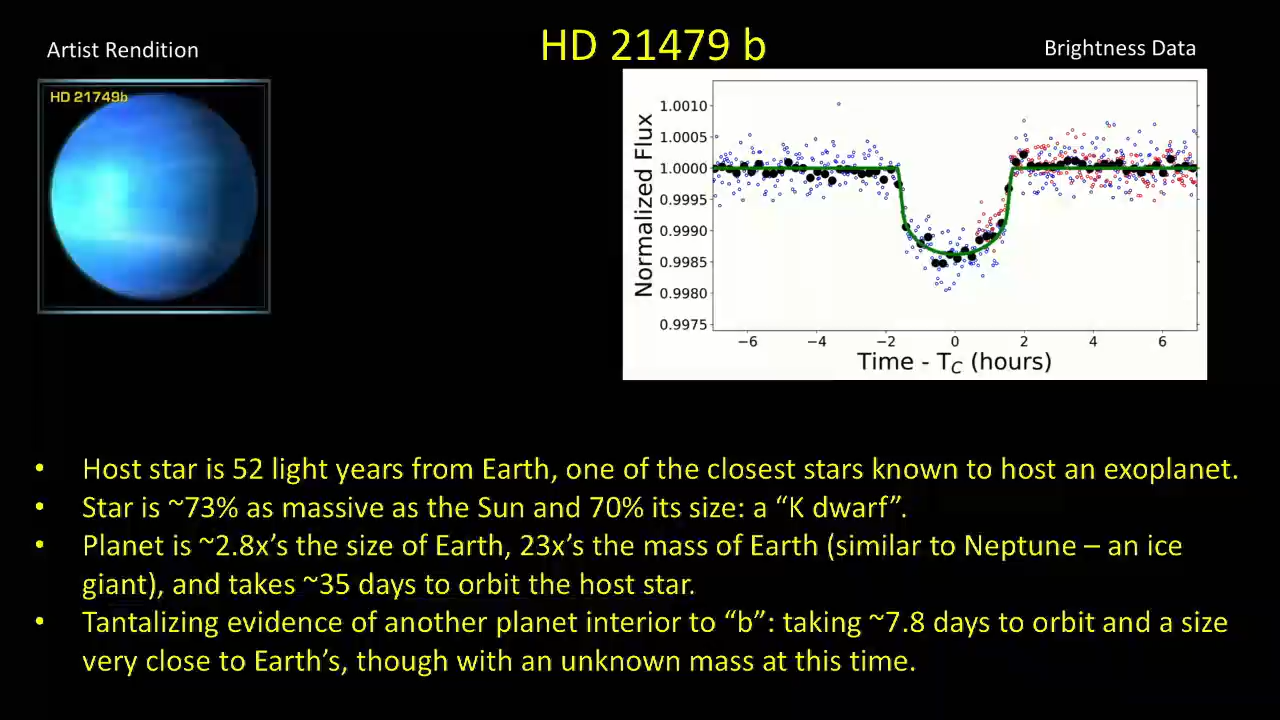 Artist Rendition
HD 21479 b
Brightness Data
HD 21749b
Normalized Flux
1.0010
1.0005
1.0000
0.9995
0.9990
0.9985
0.9980
0.9975
−6 −4 −2 0 2 4 6
Time - T_C (hours)
• Host star is 52 light years from Earth, one of the closest stars known to host an exoplanet.
• Star is ~73% as massive as the Sun and 70% its size: a “K dwarf”.
• Planet is ~2.8x’s the size of Earth, 23x’s the mass of Earth (similar to Neptune – an ice
giant), and takes ~35 days to orbit the host star.
• Tantalizing evidence of another planet interior to “b”: taking ~7.8 days to orbit and a size
very close to Earth’s, though with an unknown mass at this time.